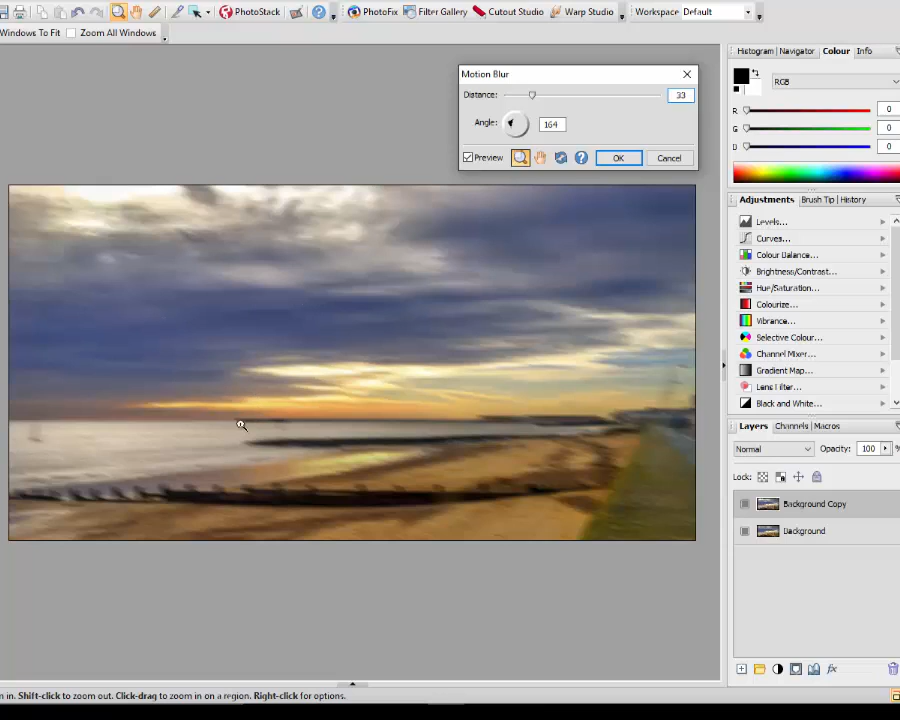 PhotoStack PhotoFix Filter Gallery Cutout Studio Warp Studio Workspace Default
Windows To Fit Zoom All Windows
Histogram Navigator Colour Info
Motion Blur
RGB
Distance: 33
Angle: 164
R 0
G 0
0
Preview ? OK Cancel
Adjustments Brush Tip History
Levels...
Curves...
Colour Balance...
Brightness/Contrast...
Hue/Saturation...
Colourize...
Vibrance...
Selective Colour...
Channel Mixer...
Gradient Map...
Lens Filter...
Black and White...
Layers Channels Macros
Normal Opacity: 100 %
Lock:
Background Copy
Background
fx
n in. Shift-click to zoom out. Click-drag to zoom in on a region. Right-click for options.